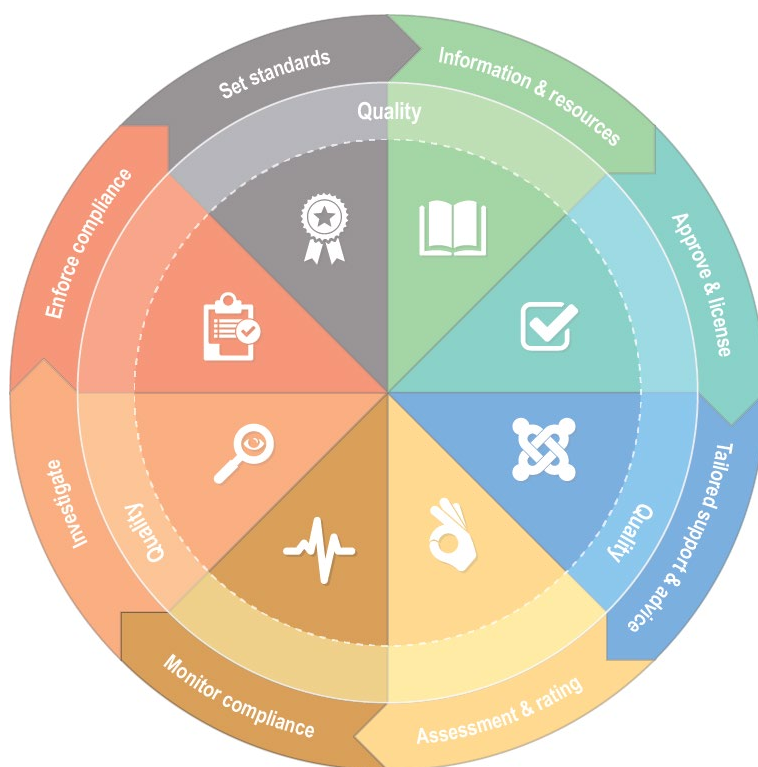 Set standards
Information & resources
Quality
Approve & license
Enforce compliance
Tailored support & advice
Quality
Quality
Investigate
Assessment & rating
Monitor compliance